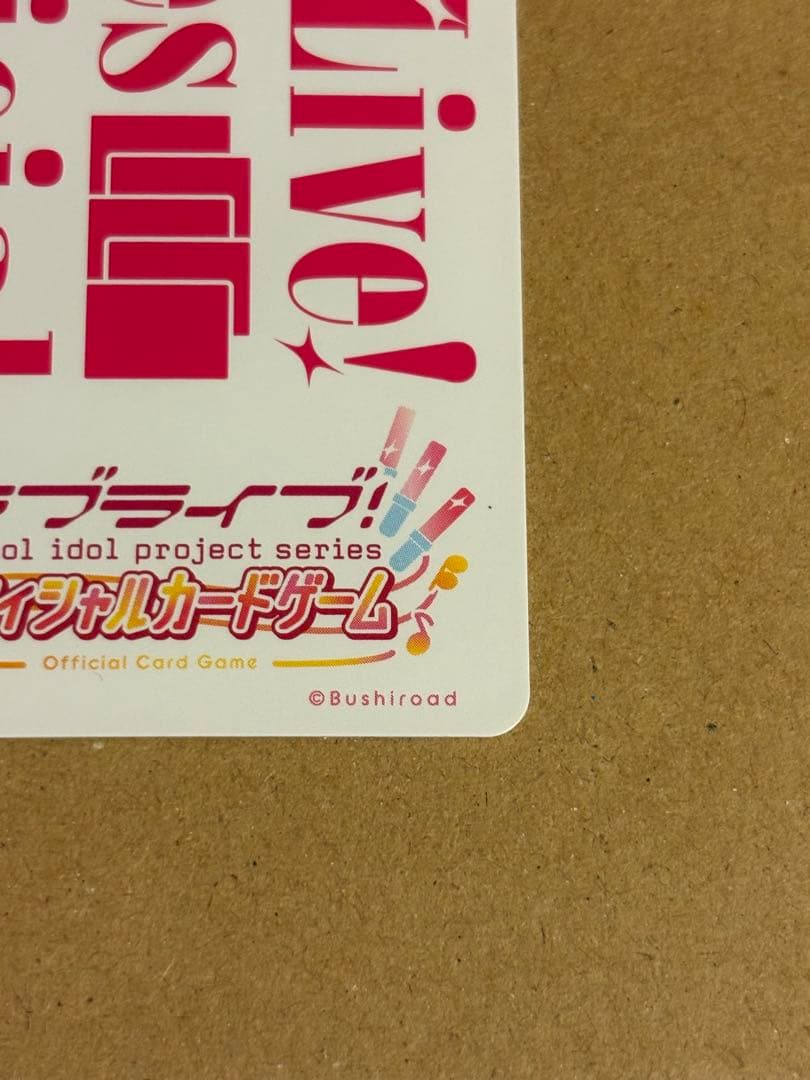 Live!
ラブライブ!
ol idol project series
ィシャルカードゲーム
Official Card Game
©Bushiroad